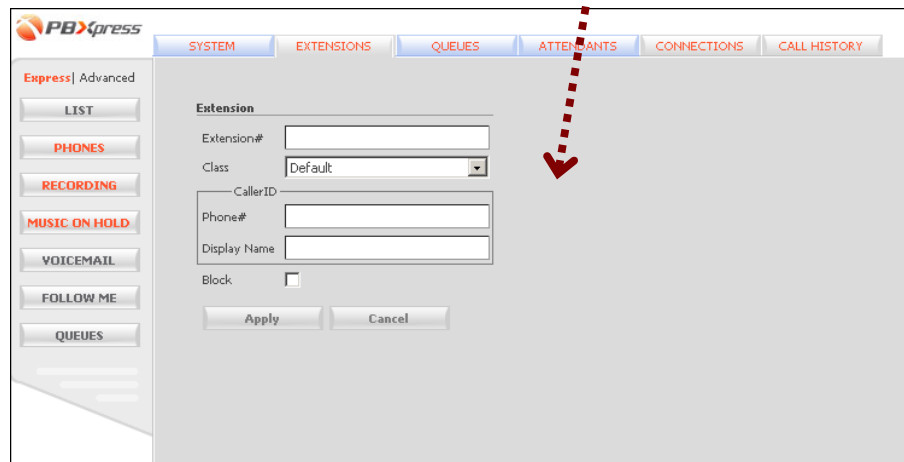 PBXpress
SYSTEM EXTENSIONS QUEUES ATTENDANTS CONNECTIONS CALL HISTORY
Express| Advanced
LIST
PHONES
RECORDING
MUSIC ON HOLD
VOICEMAIL
FOLLOW ME
QUEUES
Extension
Extension#
Class Default
CallerID
Phone#
Display Name
Block
Apply Cancel